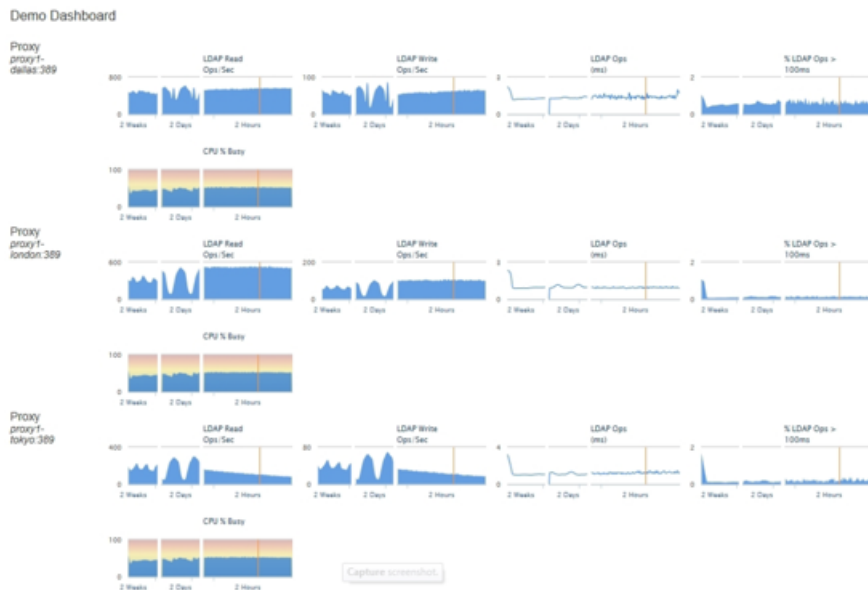 Demo Dashboard
Proxy
proxy1-
dallas:389
LDAP Read
Ops/Sec
LDAP Write
Ops/Sec
LDAP Ops
(ms)
% LDAP Ops >
100ms
800
0
2 Weeks 2 Days 2 Hours
100
0
2 Weeks 2 Days 2 Hours
0
2 Weeks 2 Days 2 Hours
2
0
2 Weeks 2 Days 2 Hours
CPU % Busy
100
0
2 Weeks 2 Days 2 Hours
Proxy
proxy1-
london:389
LDAP Read
Ops/Sec
LDAP Write
Ops/Sec
LDAP Ops
(ms)
% LDAP Ops >
100ms
600
0
2 Weeks 2 Days 2 Hours
200
0
2 Weeks 2 Days 2 Hours
0
2 Weeks 2 Days 2 Hours
2
0
2 Weeks 2 Days 2 Hours
CPU % Busy
100
0
2 Weeks 2 Days 2 Hours
Proxy
proxy1-
tokyo:389
LDAP Read
Ops/Sec
LDAP Write
Ops/Sec
LDAP Ops
(ms)
% LDAP Ops >
100ms
400
0
2 Weeks 2 Days 2 Hours
80
0
2 Weeks 2 Days 2 Hours
4
0
2 Weeks 2 Days 2 Hours
2
0
2 Weeks 2 Days 2 Hours
CPU % Busy
100
0
2 Weeks 2 Days 2 Hours
Capture screenshot.